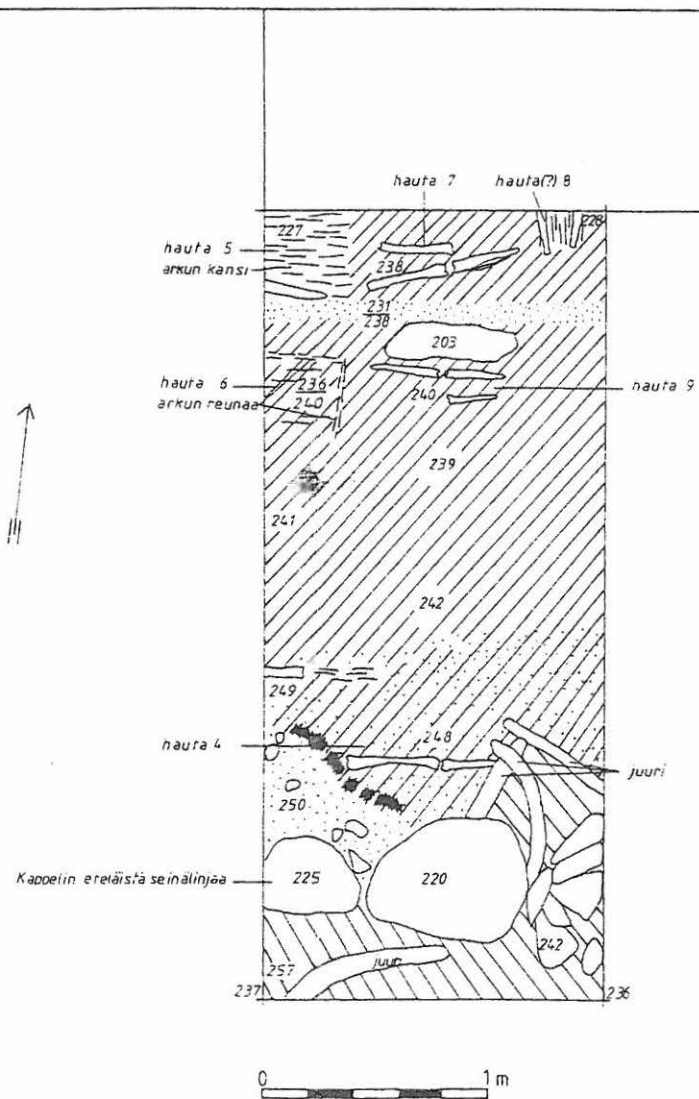 hauta 7
hauta(?) 8
227
228
hauta 5
arkun kansi
238
231
238
203
hauta 6
236
240
arkun reunaa
240
hauta 9
239
241
242
249
hauta 4
248
juuri
250
Kappelin eteläistä seinälinjaa
225
220
242
257
juuri
237
236
0
1 m